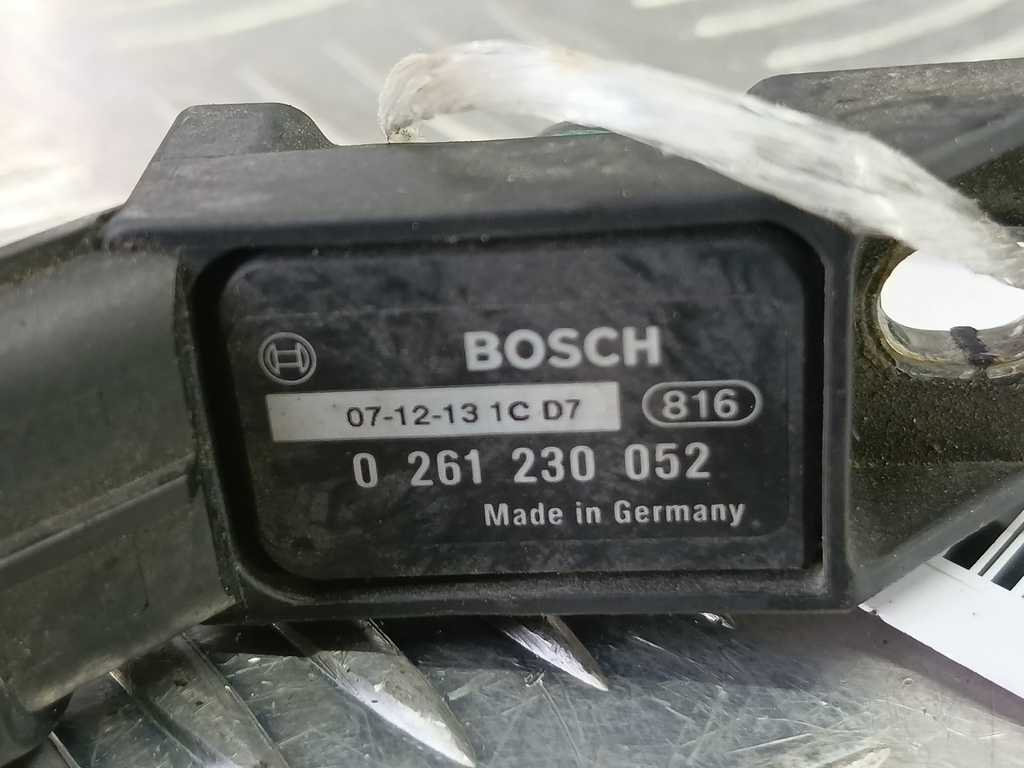 BOSCH
07-12-13 1C D7 816
0 261 230 052
Made in Germany